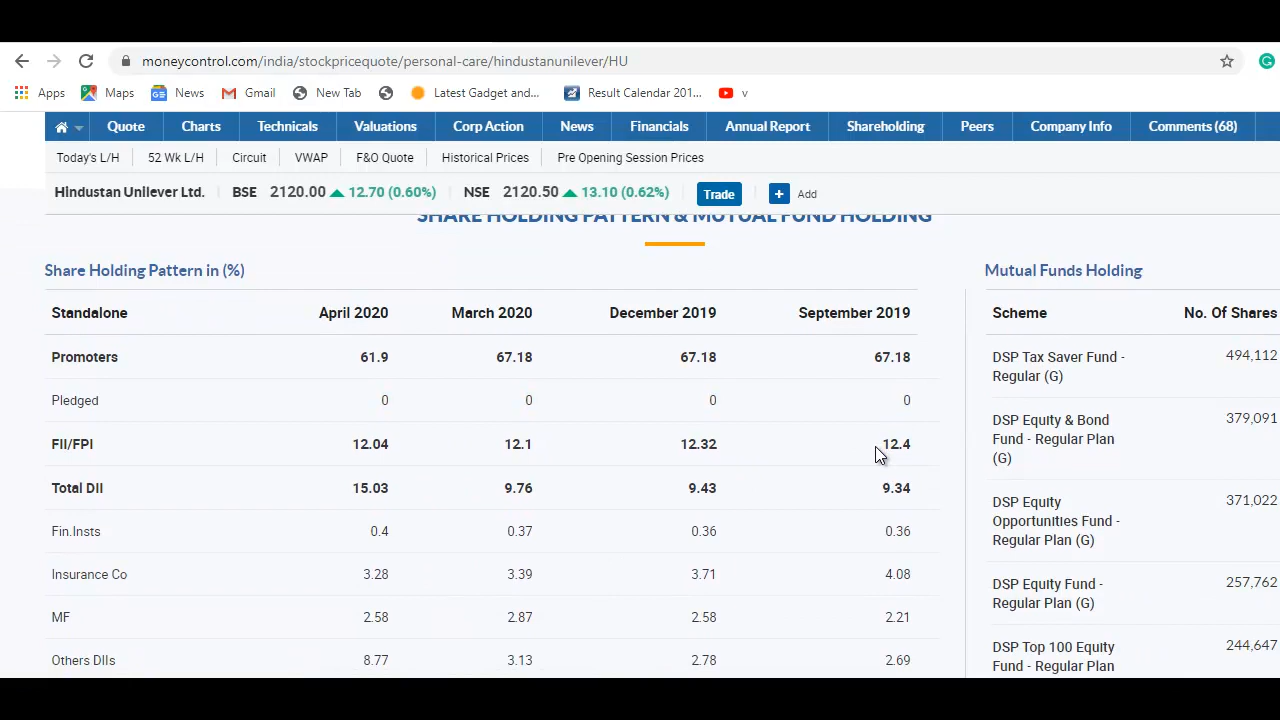 moneycontrol.com/india/stockpricequote/personal-care/hindustanunilever/HU
Apps Maps News Gmail New Tab Latest Gadget and... Result Calendar 201... v
Quote Charts Technicals Valuations Corp Action News Financials Annual Report Shareholding Peers Company Info Comments (68)
Today's L/H 52 Wk L/H Circuit VWAP F&O Quote Historical Prices Pre Opening Session Prices
Hindustan Unilever Ltd. BSE 2120.00 12.70 (0.60%) NSE 2120.50 13.10 (0.62%) Trade + Add
SHARE HOLDING PATTERN & MUTUAL FUND HOLDING
Share Holding Pattern in (%)
Standalone April 2020 March 2020 December 2019 September 2019
Promoters 61.9 67.18 67.18 67.18
Pledged 0 0 0 0
FII/FPI 12.04 12.1 12.32 12.4
Total DII 15.03 9.76 9.43 9.34
Fin.Insts 0.4 0.37 0.36 0.36
Insurance Co 3.28 3.39 3.71 4.08
MF 2.58 2.87 2.58 2.21
Others DIIs 8.77 3.13 2.78 2.69
Mutual Funds Holding
Scheme No. Of Shares
DSP Tax Saver Fund - 494,112
Regular (G)
DSP Equity & Bond 379,091
Fund - Regular Plan
(G)
DSP Equity 371,022
Opportunities Fund -
Regular Plan (G)
DSP Equity Fund - 257,762
Regular Plan (G)
DSP Top 100 Equity 244,647
Fund - Regular Plan